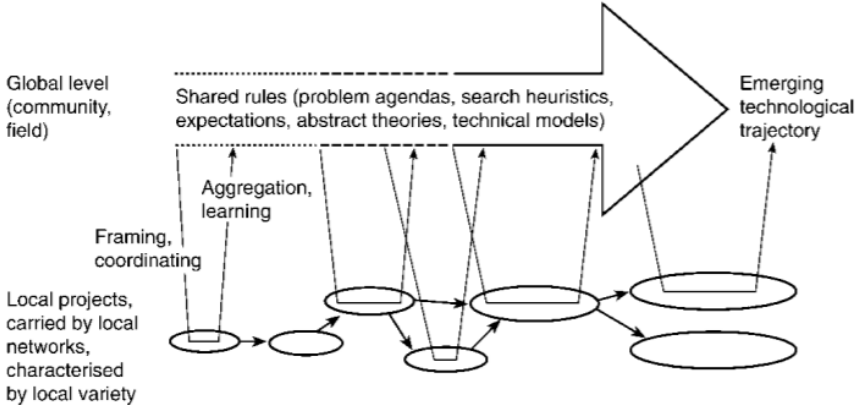 Global level
(community,
field)
Shared rules (problem agendas, search heuristics,
expectations, abstract theories, technical models)
Emerging
technological
trajectory
Aggregation,
learning
Framing,
coordinating
Local projects,
carried by local
networks,
characterised
by local variety